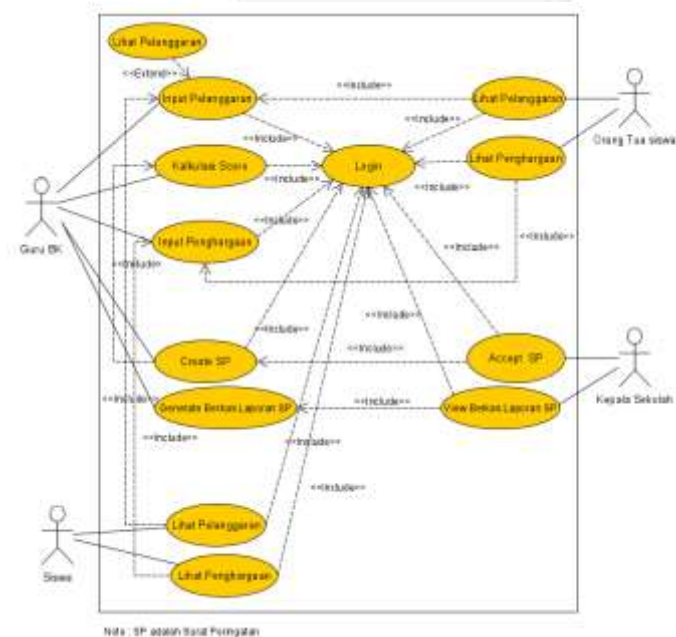 Lihat Pelanggaran
<<Extend>>
Input Pelanggaran
<<Include>>
Lihat Pelanggaran
Orang Tua siswa
<<Include>>
<<Include>>
Kalkulasi Score
<<Include>>
Login
<<Include>>
Lihat Penghargaan
Guru BK
Input Penghargaan
<<Include>>
<<Include>>
<<Include>>
<<Include>>
<<Include>>
<<Include>>
Create SP
<<Include>>
Accept SP
Kepala Sekolah
<<Include>>
Generate Berkas Laporan SP
<<Include>>
View Berkas Laporan SP
<<Include>>
<<Include>>
<<Include>>
Siswa
Lihat Pelanggaran
Lihat Penghargaan
Note : SP adalah Surat Peringatan